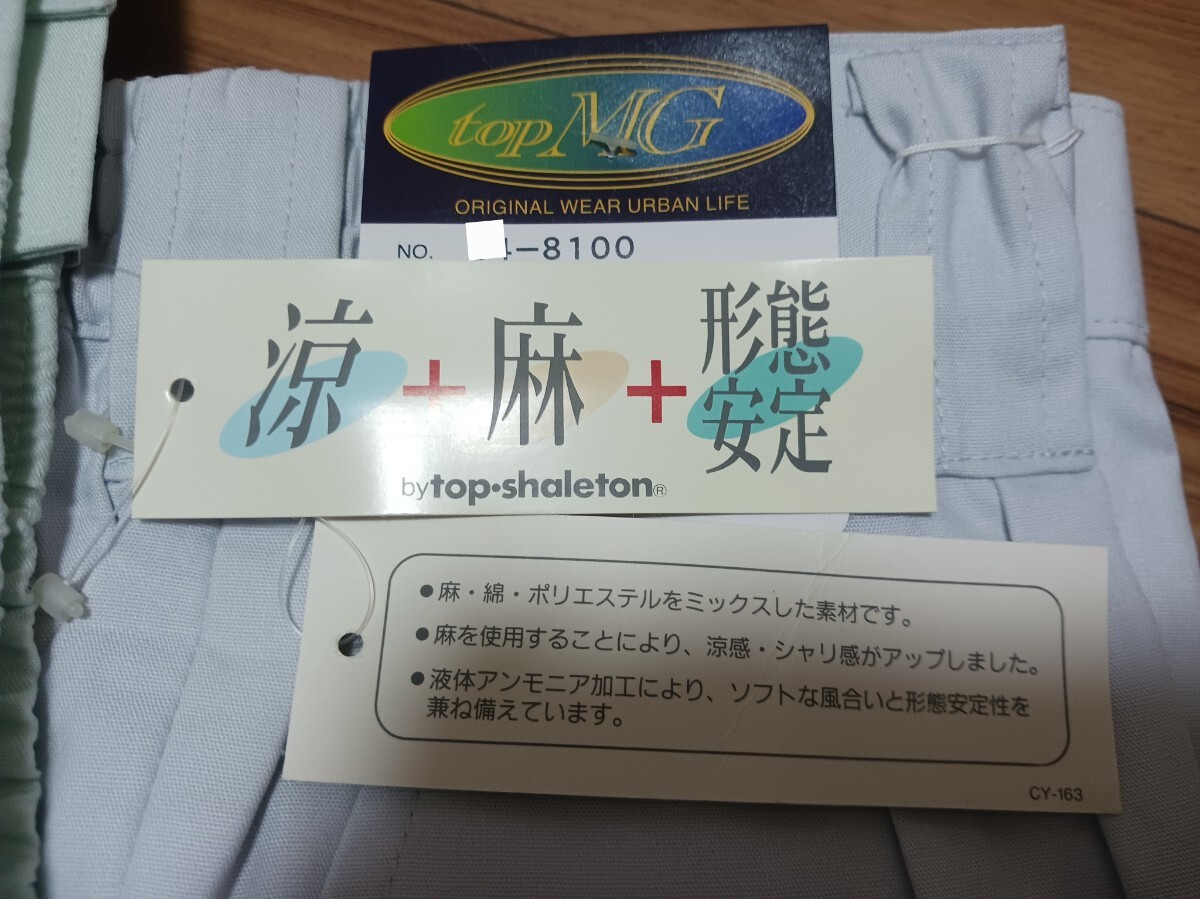 topMG
ORIGINAL WEAR URBAN LIFE
NO. 4-8100
涼+麻+形態安定
by top・shaleton®
●麻・綿・ポリエステルをミックスした素材です。
●麻を使用することにより、涼感・シャリ感がアップしました。
●液体アンモニア加工により、ソフトな風合いと形態安定性を
兼ね備えています。
CY-163